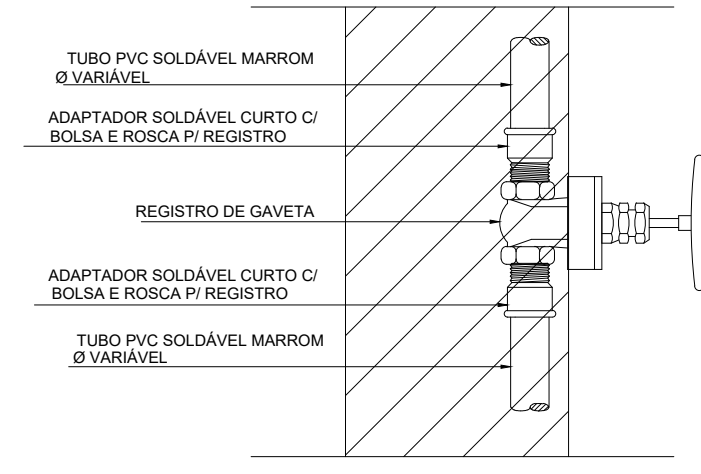 TUBO PVC SOLDÁVEL MARROM
Ø VARIÁVEL
ADAPTADOR SOLDÁVEL CURTO C/
BOLSA E ROSCA P/ REGISTRO
REGISTRO DE GAVETA
ADAPTADOR SOLDÁVEL CURTO C/
BOLSA E ROSCA P/ REGISTRO
TUBO PVC SOLDÁVEL MARROM
Ø VARIÁVEL